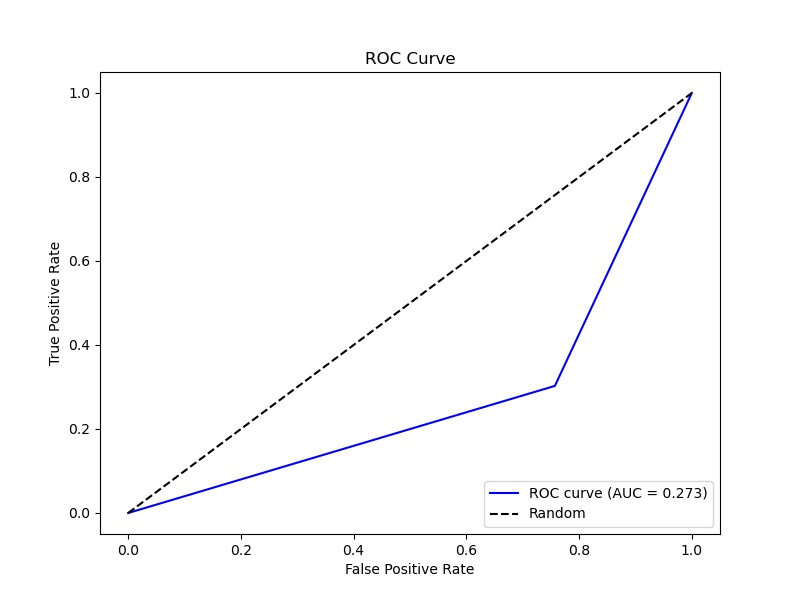 ROC Curve
1.0
0.8
0.6
0.4
0.2
0.0
True Positive Rate
ROC curve (AUC = 0.273)
Random
0.0 0.2 0.4 0.6 0.8 1.0
False Positive Rate